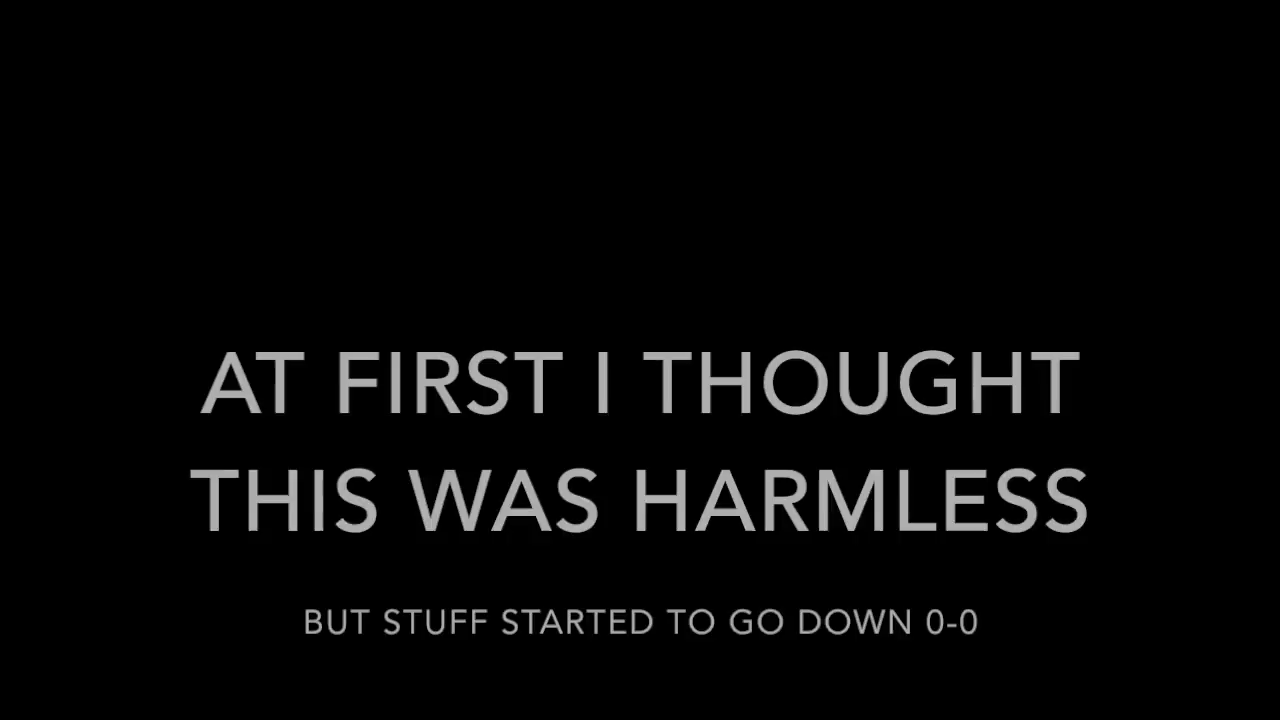 AT FIRST I THOUGHT
THIS WAS HARMLESS
BUT STUFF STARTED TO GO DOWN 0-0